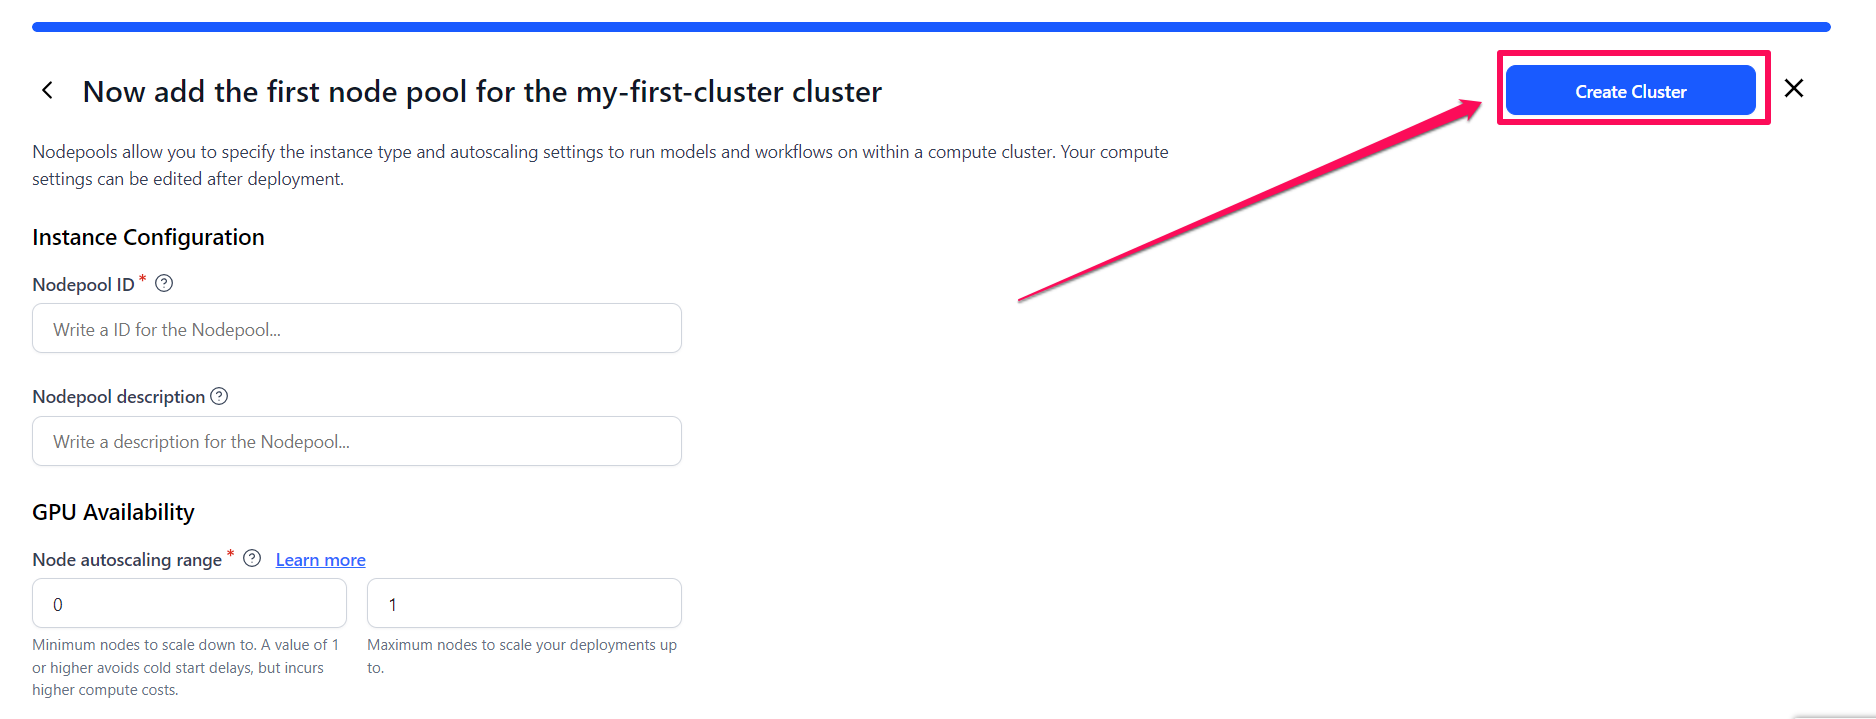 Now add the first node pool for the my-first-cluster cluster
Create Cluster
Nodepools allow you to specify the instance type and autoscaling settings to run models and workflows on within a compute cluster. Your compute
settings can be edited after deployment.
Instance Configuration
Nodepool ID *
Write a ID for the Nodepool...
Nodepool description
Write a description for the Nodepool...
GPU Availability
Node autoscaling range * Learn more
0
1
Minimum nodes to scale down to. A value of 1
or higher avoids cold start delays, but incurs
higher compute costs.
Maximum nodes to scale your deployments up
to.